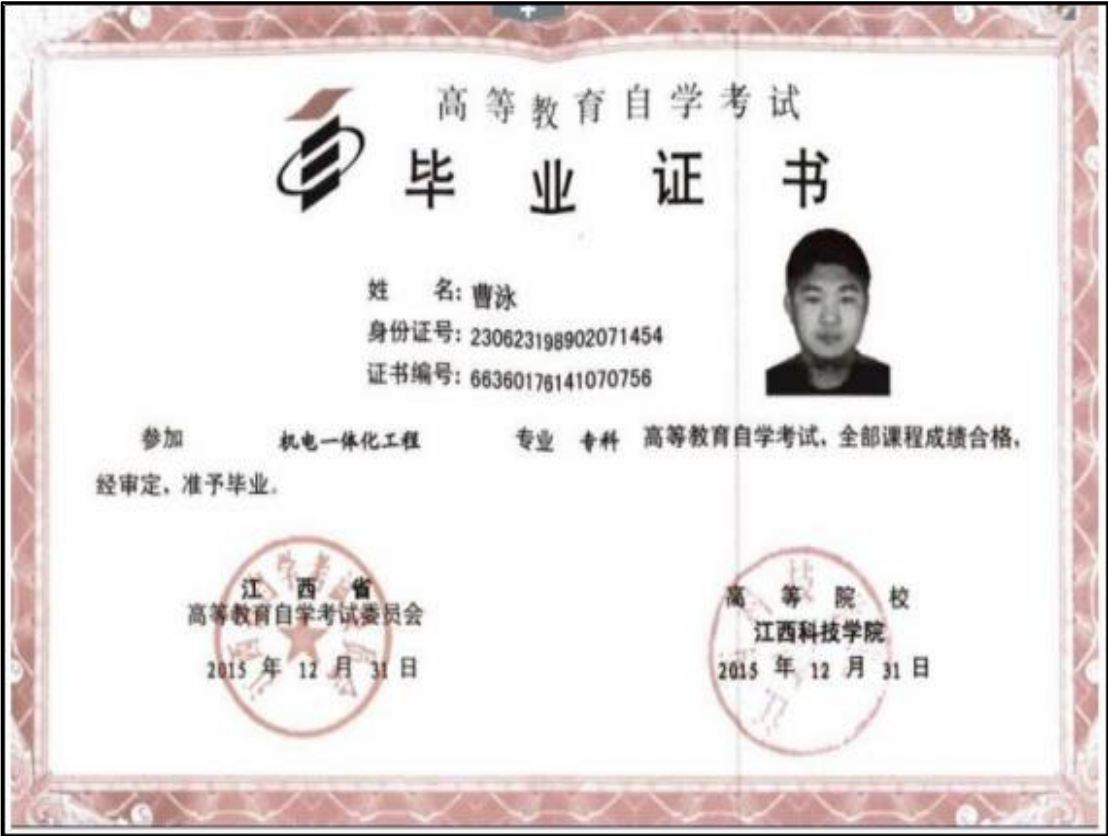 高等教育自学考试
毕业证书
姓 名: 曹泳
身份证号: 230623198902071454
证书编号: 66360176141070756
参加 机电一体化工程 专业 专科 高等教育自学考试、全部课程成绩合格,
经审定、准予毕业。
江西省
高等教育自学考试委员会
2015 年 12 月 31 日
高等院校
江西科技学院
2015 年 12 月 31 日